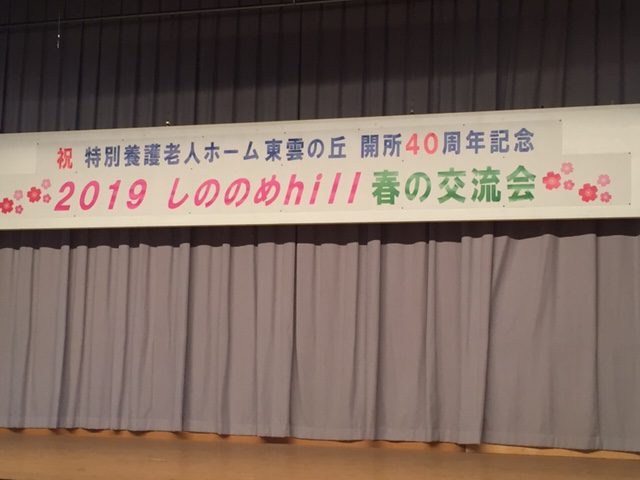 祝 特別養護老人ホーム東雲の丘 開所40周年記念
2019 しののめhill 春の交流会